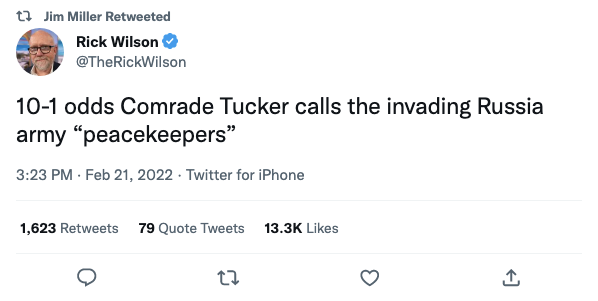 Jim Miller Retweeted
Rick Wilson
@TheRickWilson
10-1 odds Comrade Tucker calls the invading Russia
army “peacekeepers”
3:23 PM · Feb 21, 2022 · Twitter for iPhone
1,623 Retweets 79 Quote Tweets 13.3K Likes